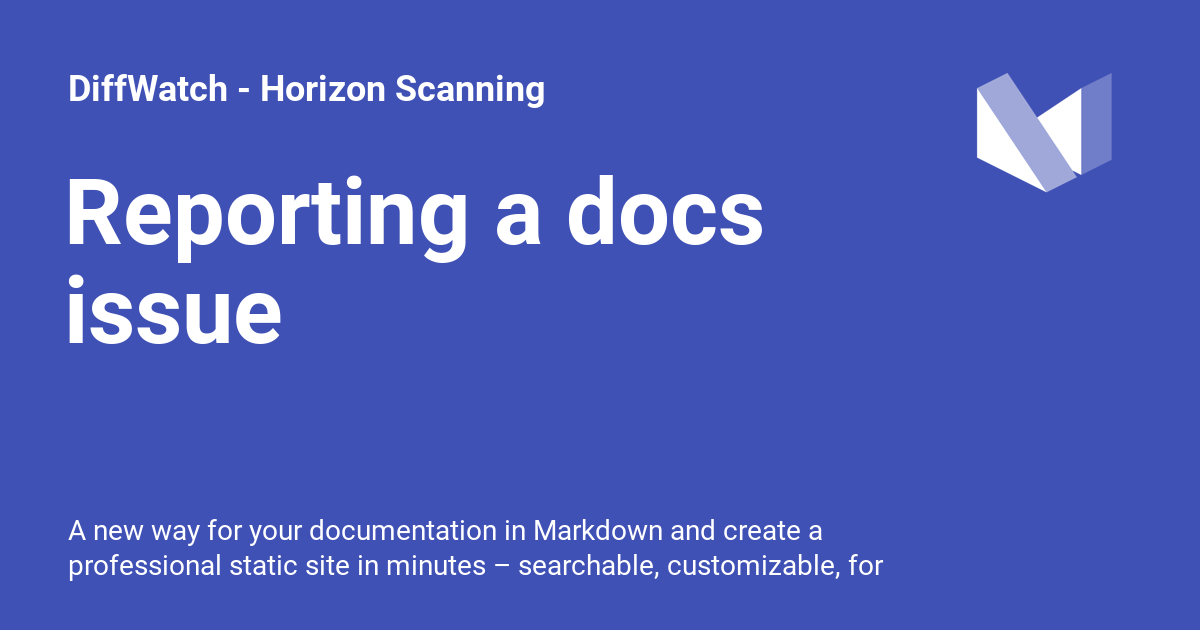 DiffWatch - Horizon Scanning
Reporting a docs
issue
A new way for your documentation in Markdown and create a
professional static site in minutes – searchable, customizable, for